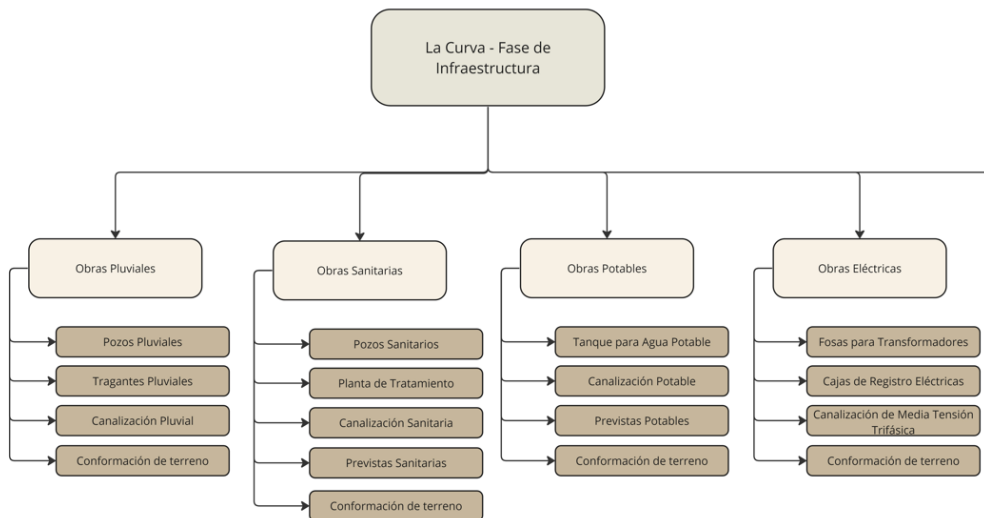 La Curva - Fase de
Infraestructura
Obras Pluviales
Pozos Pluviales
Tragantes Pluviales
Canalización Pluvial
Conformación de terreno
Obras Sanitarias
Pozos Sanitarios
Planta de Tratamiento
Canalización Sanitaria
Previstas Sanitarias
Conformación de terreno
Obras Potables
Tanque para Agua Potable
Canalización Potable
Previstas Potables
Conformación de terreno
Obras Eléctricas
Fosas para Transformadores
Cajas de Registro Eléctricas
Canalización de Media Tensión
Trifásica
Conformación de terreno